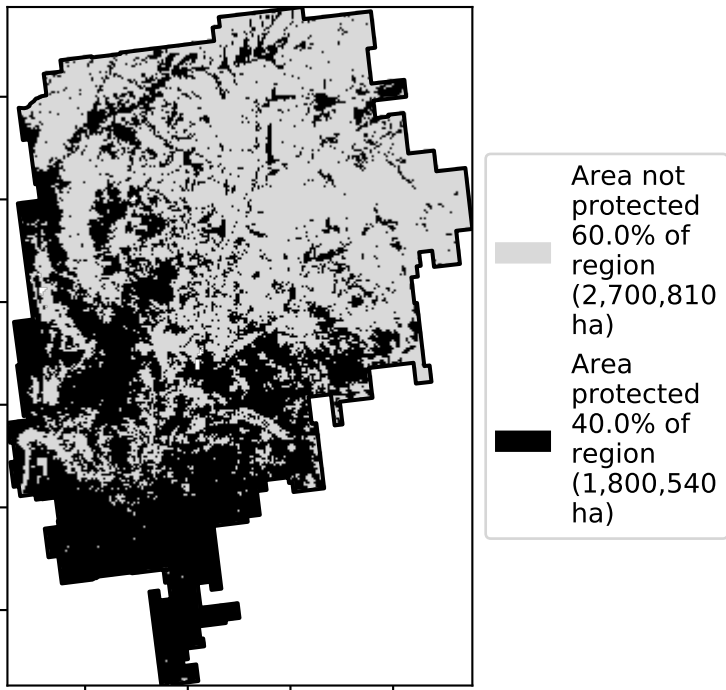 Area not
protected
60.0% of
region
(2,700,810
ha)
Area
protected
40.0% of
region
(1,800,540
ha)